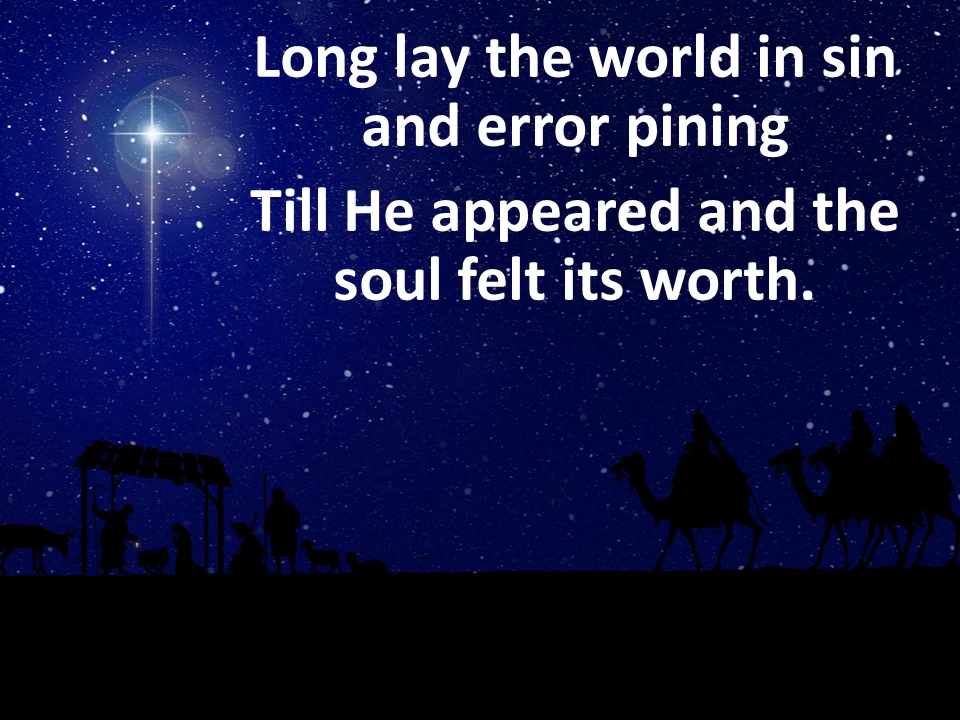 Long lay the world in sin
and error pining
Till He appeared and the
soul felt its worth.